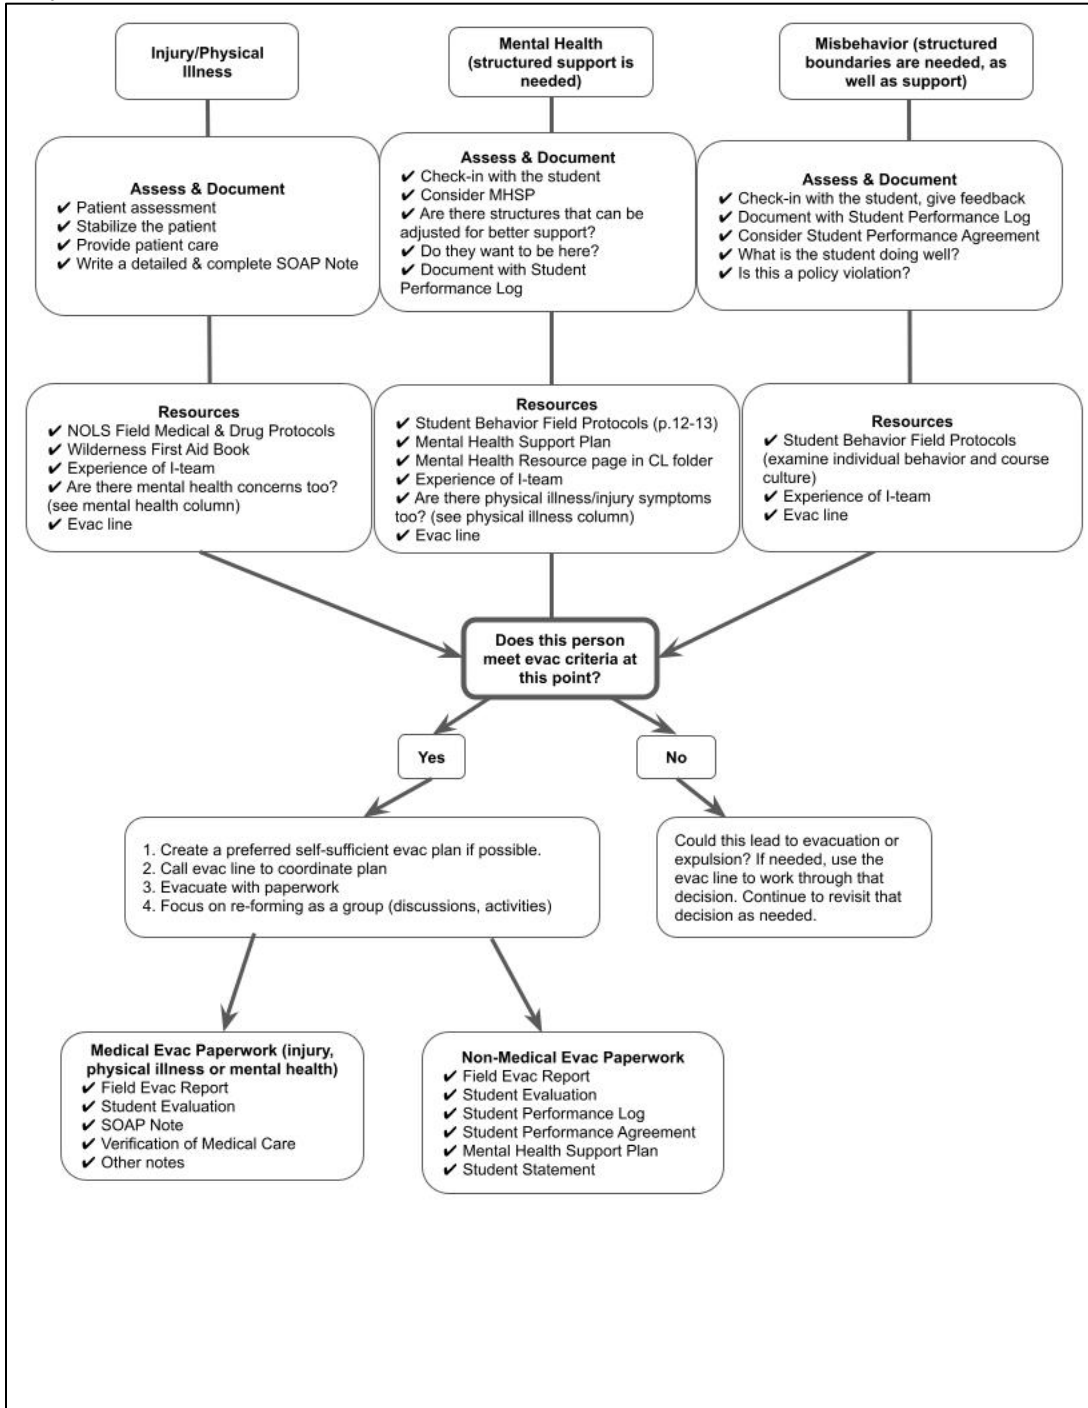 Injury/Physical
Illness
Mental Health
(structured support is
needed)
Misbehavior (structured
boundaries are needed, as
well as support)
Assess & Document
✔ Patient assessment
✔ Stabilize the patient
✔ Provide patient care
✔ Write a detailed & complete SOAP Note
Assess & Document
✔ Check-in with the student
✔ Consider MHSP
✔ Are there structures that can be
adjusted for better support?
✔ Do they want to be here?
✔ Document with Student
Performance Log
Assess & Document
✔ Check-in with the student, give feedback
✔ Document with Student Performance Log
✔ Consider Student Performance Agreement
✔ What is the student doing well?
✔ Is this a policy violation?
Resources
✔ NOLS Field Medical & Drug Protocols
✔ Wilderness First Aid Book
✔ Experience of I-team
✔ Are there mental health concerns too?
(see mental health column)
✔ Evac line
Resources
✔ Student Behavior Field Protocols (p.12-13)
✔ Mental Health Support Plan
✔ Mental Health Resource page in CL folder
✔ Experience of I-team
✔ Are there physical illness/injury symptoms
too? (see physical illness column)
✔ Evac line
Resources
✔ Student Behavior Field Protocols
(examine individual behavior and course
culture)
✔ Experience of I-team
✔ Evac line
Does this person
meet evac criteria at
this point?
Yes
No
1. Create a preferred self-sufficient evac plan if possible.
2. Call evac line to coordinate plan
3. Evacuate with paperwork
4. Focus on re-forming as a group (discussions, activities)
Could this lead to evacuation or
expulsion? If needed, use the
evac line to work through that
decision. Continue to revisit that
decision as needed.
Medical Evac Paperwork (injury,
physical illness or mental health)
✔ Field Evac Report
✔ Student Evaluation
✔ SOAP Note
✔ Verification of Medical Care
✔ Other notes
Non-Medical Evac Paperwork
✔ Field Evac Report
✔ Student Evaluation
✔ Student Performance Log
✔ Student Performance Agreement
✔ Mental Health Support Plan
✔ Student Statement